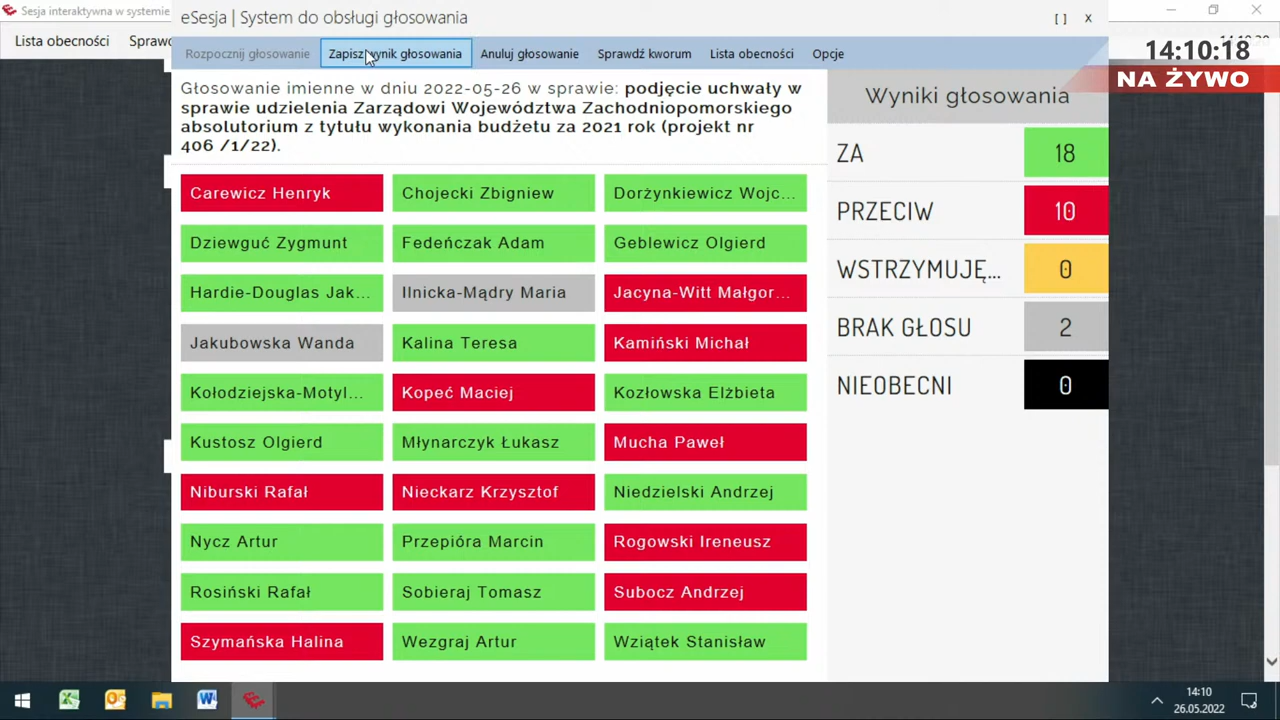 Sesja interaktywna w systemie
eSesja | System do obsługi głosowania
[ ] X
Lista obecności
Rozpocznij głosowanie Zapisz wynik głosowania Anuluj głosowanie Sprawdź kworum Lista obecności Opcje
14:10:18
NA ŻYWO
Głosowanie imienne w dniu 2022-05-26 w sprawie: podjęcie uchwały w
sprawie udzielenia Zarządowi Województwa Zachodniopomorskiego
absolutorium z tytułu wykonania budżetu za 2021 rok (projekt nr
406 /1/22).
Wyniki głosowania
ZA 18
PRZECIW 10
WSTRZYMUJĘ... 0
BRAK GŁOSU 2
NIEOBECNI 0
Carewicz Henryk Chojecki Zbigniew Dorżynkiewicz Wojc...
Dziewguć Zygmunt Fedeńczak Adam Geblewicz Olgierd
Hardie-Douglas Jak... Ilnicka-Mądry Maria Jacyna-Witt Małgor...
Jakubowska Wanda Kalina Teresa Kamiński Michał
Kołodziejska-Motyl... Kopeć Maciej Kozłowska Elżbieta
Kustosz Olgierd Młynarczyk Łukasz Mucha Paweł
Niburski Rafał Nieckarz Krzysztof Niedzielski Andrzej
Nycz Artur Przepióra Marcin Rogowski Ireneusz
Rosiński Rafał Sobieraj Tomasz Subocz Andrzej
Szymańska Halina Wezgraj Artur Wziątek Stanisław
14:10
26.05.2022